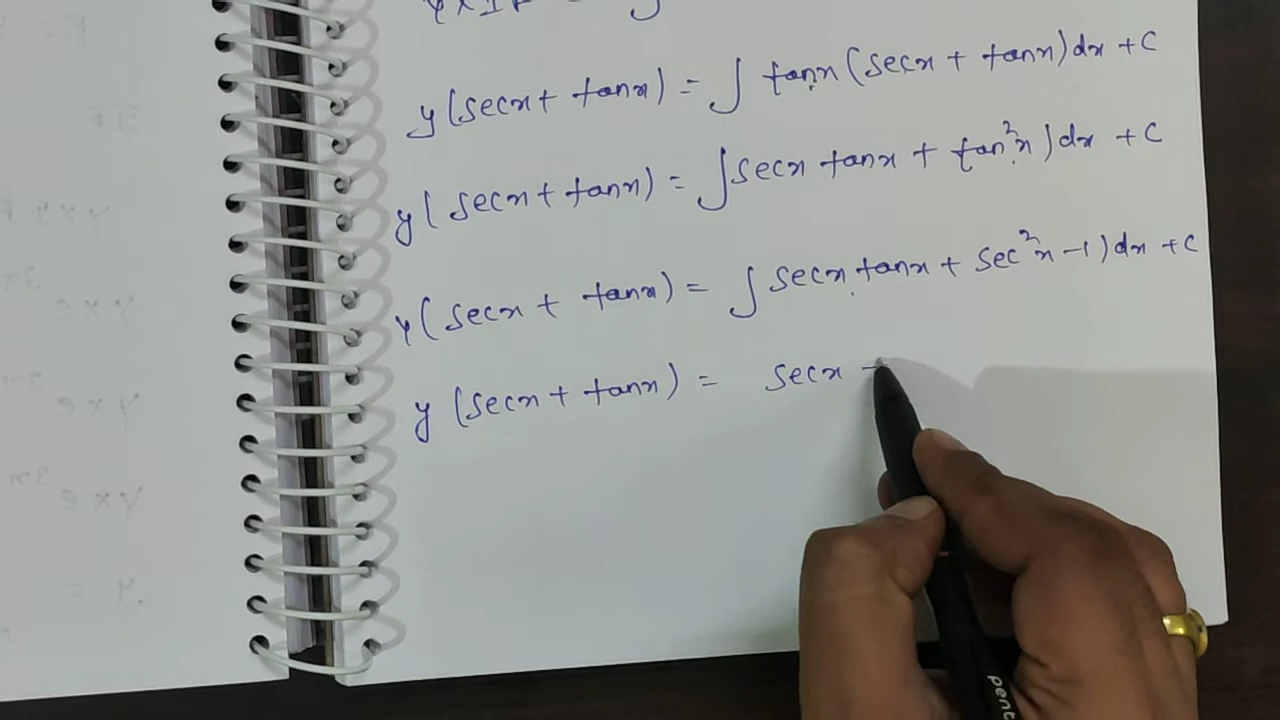 y(secx + tanx) = ∫ tanx (secx + tanx) dx + C
y( secx + tanx) = ∫ secx tanx + tan²x ) dx + C
y( secx + tanx) = ∫ secx tanx + sec²x -1) dx + C
y (secx + tanx) = secx +
pent